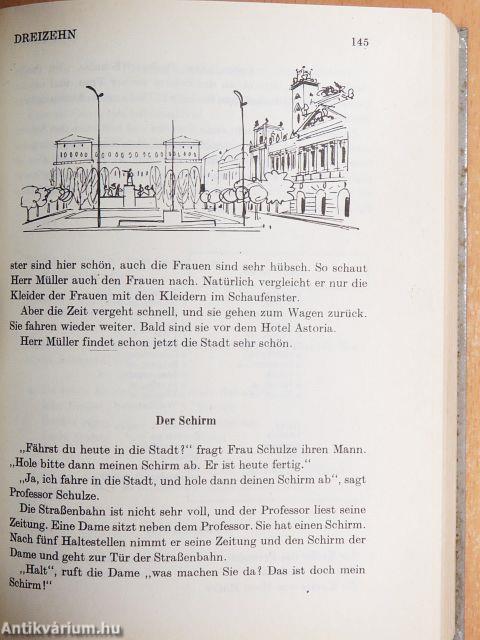 DREIZEHN
145
ster sind hier schön, auch die Frauen sind sehr hübsch. So schaut
Herr Müller auch den Frauen nach. Natürlich vergleicht er nur die
Kleider der Frauen mit den Kleidern im Schaufenster.
Aber die Zeit vergeht schnell, und sie gehen zum Wagen zurück.
Sie fahren wieder weiter. Bald sind sie vor dem Hotel Astoria.
Herr Müller findet schon jetzt die Stadt sehr schön.
Der Schirm
„Fährst du heute in die Stadt?“ fragt Frau Schulze ihren Mann.
„Hole bitte dann meinen Schirm ab. Er ist heute fertig.“
„Ja, ich fahre in die Stadt, und hole dann deinen Schirm ab“, sagt
Professor Schulze.
Die Straßenbahn ist nicht sehr voll, und der Professor liest seine
Zeitung. Eine Dame sitzt neben dem Professor. Sie hat einen Schirm.
Nach fünf Haltestellen nimmt er seine Zeitung und den Schirm der
Dame und geht zur Tür der Straßenbahn.
„Halt“, ruft die Dame „was machen Sie da? Das ist doch mein
Schirm!“
Antikvárium.hu